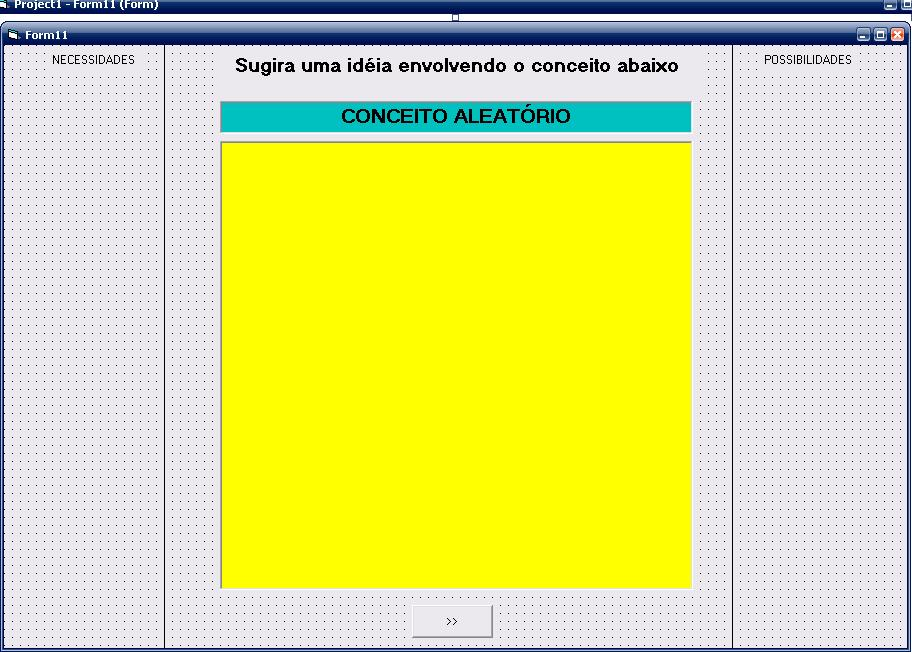 Project1 - Form11 (Form)
Form11
NECESSIDADES
Sugira uma idéia envolvendo o conceito abaixo
POSSIBILIDADES
CONCEITO ALEATÓRIO
>>